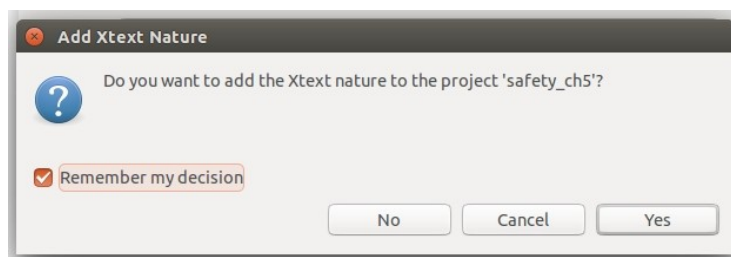 Add Xtext Nature
Do you want to add the Xtext nature to the project 'safety_ch5'?
Remember my decision
No
Cancel
Yes